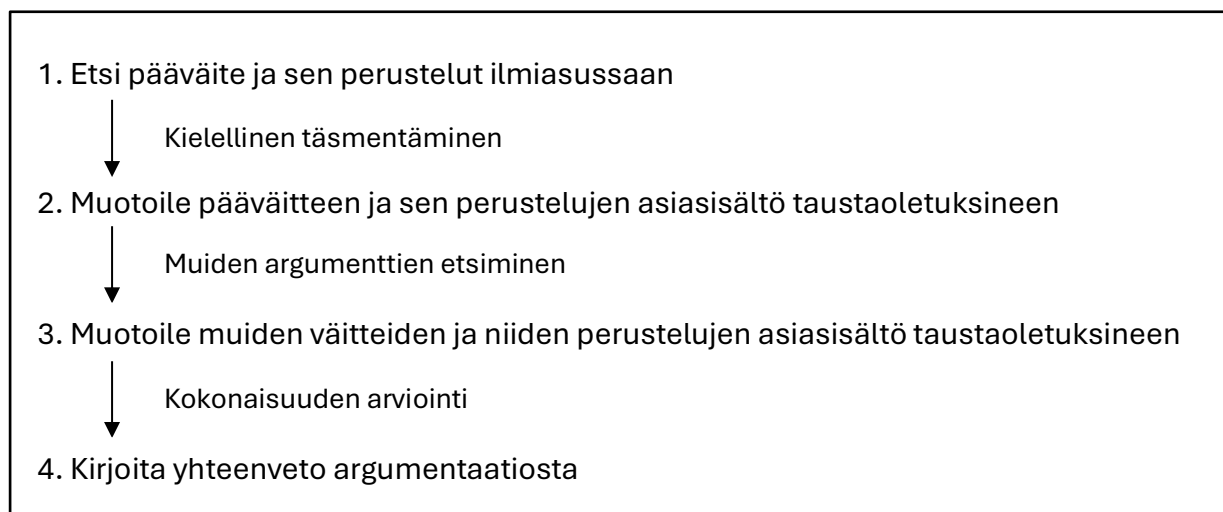 1. Etsi pääväite ja sen perustelut ilmiasussaan
Kielellinen täsmentäminen
2. Muotoile pääväitteen ja sen perustelujen asiasisältö taustaoletuksineen
Muiden argumenttien etsiminen
3. Muotoile muiden väitteiden ja niiden perustelujen asiasisältö taustaoletuksineen
Kokonaisuuden arviointi
4. Kirjoita yhteenveto argumentaatiosta